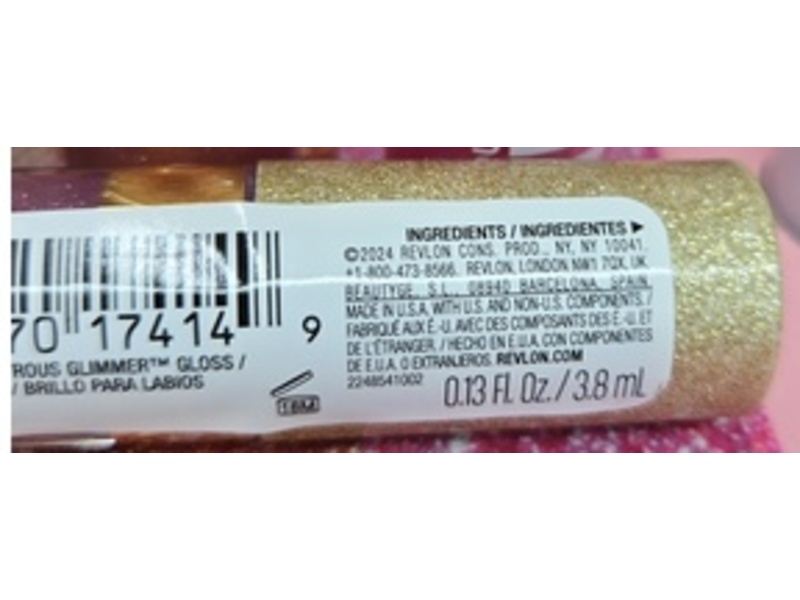 INGREDIENTS / INGREDIENTES ▶
©2024 REVLON CONS. PROD., NY, NY 10041.
+1-800-473-8566. REVLON, LONDON NW1 7QX, UK
BEAUTYGE, S.L. 08940 BARCELONA, SPAIN.
MADE IN U.S.A. WITH U.S. AND NON-U.S. COMPONENTS. /
FABRIQUÉ AUX É.-U. AVEC DES COMPOSANTS DES É.-U. ET
DE L'ÉTRANGER. / HECHO EN E.U.A. CON COMPONENTES
DE E.U.A. O EXTRANJEROS. REVLON.COM
2248541002 0.13 Fl. Oz. / 3.8 mL
70 17414 9
TROUS GLIMMER™ GLOSS /
/ BRILLO PARA LABIOS
18M